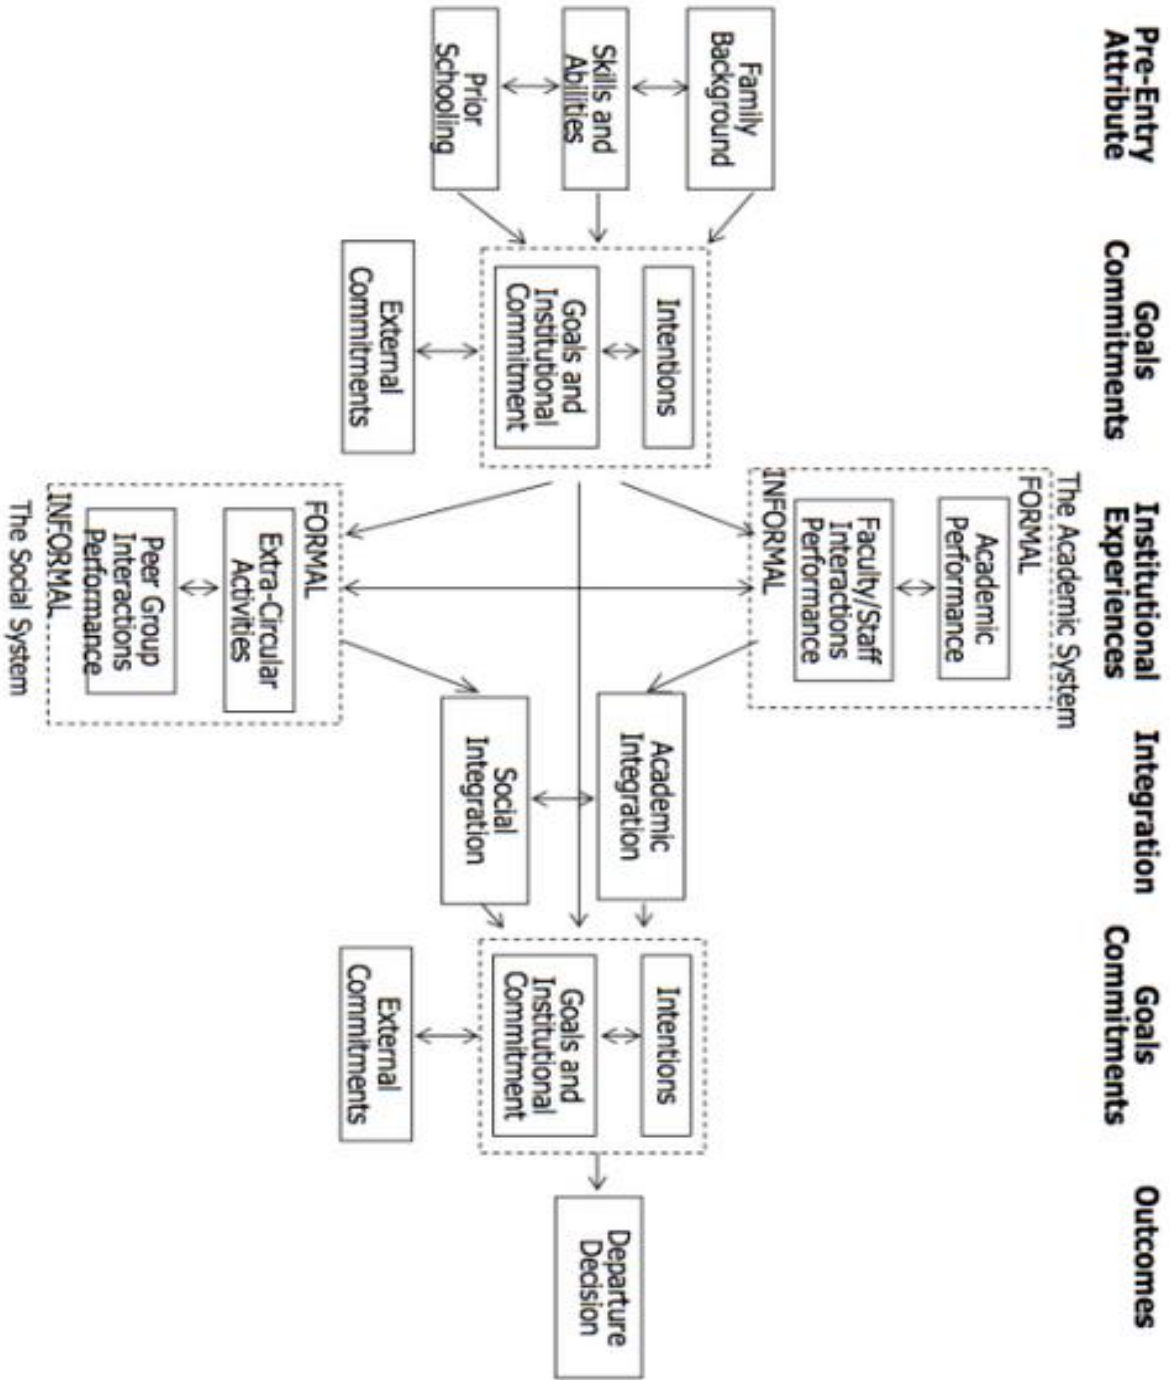 Pre-Entry
Attribute
Goals
Commitments
Institutional
Experiences
Integration
Goals
Commitments
Outcomes
Family
Background
Skills and
Abilities
Prior
Schooling
Intentions
Goals and
Institutional
Commitment
External
Commitments
The Academic System
FORMAL
Academic
Performance
Faculty/Staff
Interactions
Performance
INFORMAL
FORMAL
Extra-Circular
Activities
Peer Group
Interactions
Performance
INFORMAL
The Social System
Academic
Integration
Social
Integration
Intentions
Goals and
Institutional
Commitment
External
Commitments
Departure
Decision